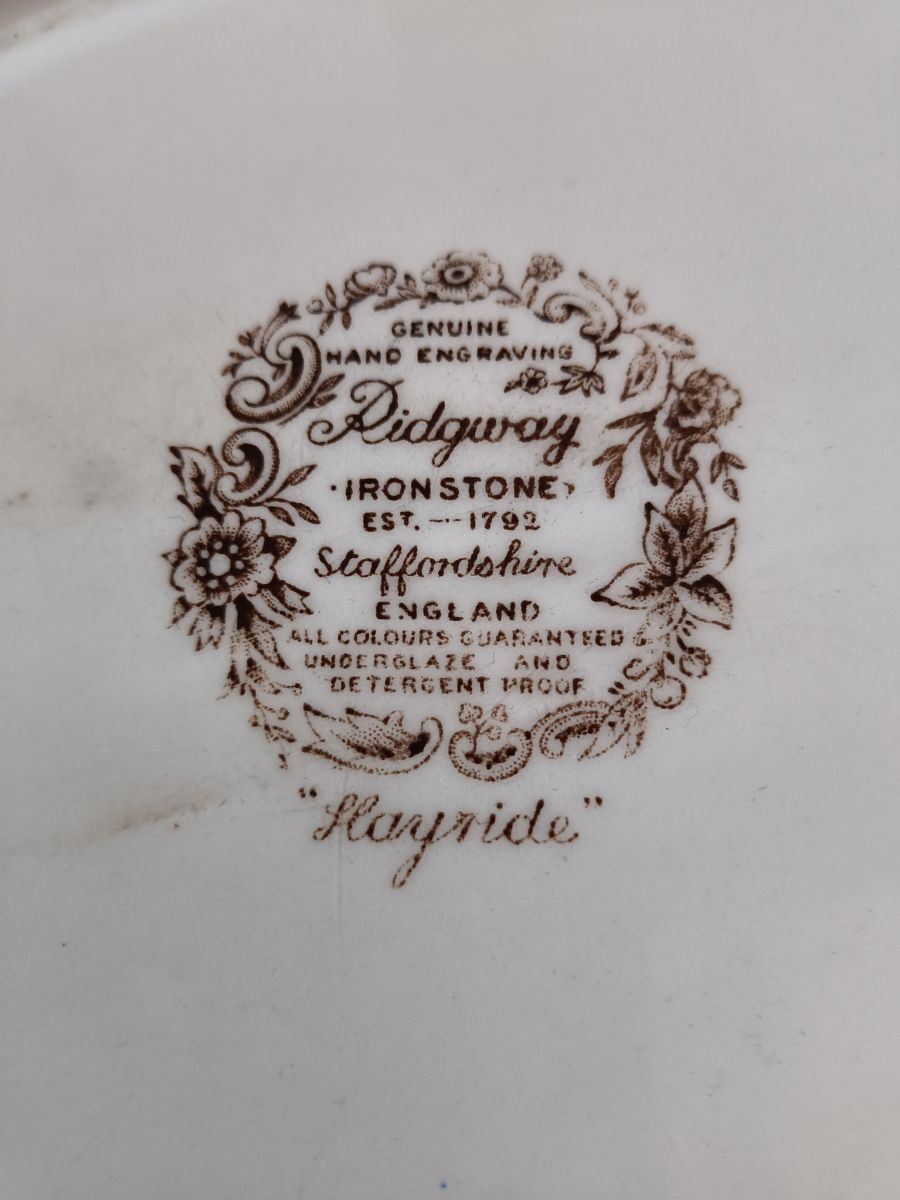 GENUINE
HAND ENGRAVING
Ridgway
·IRONSTONE·
EST.—1792
Staffordshire
ENGLAND
ALL COLOURS GUARANTEED
UNDERGLAZE AND
DETERGENT PROOF
"Hayride"